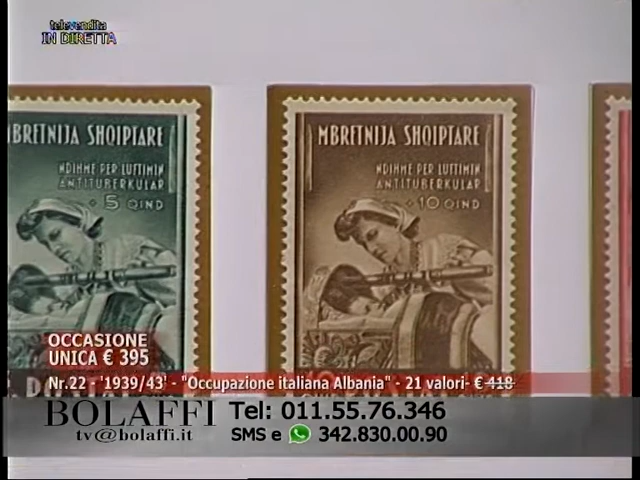 televendita
IN DIRETTA
MBRETNIJA SHQIPTARE
NDIHME PER LUFTIMIN
ANTITUBERKULAR
+ 5 QIND
MBRETNIJA SHQIPTARE
NDIHME PER LUFTIMIN
ANTITUBERKULAR
+ 10 QIND
OCCASIONE
UNICA € 395
Nr.22 - '1939/43' - "Occupazione italiana Albania" - 21 valori- € 418
BOLAFFI
tv@bolaffi.it
Tel: 011.55.76.346
SMS e 342.830.00.90